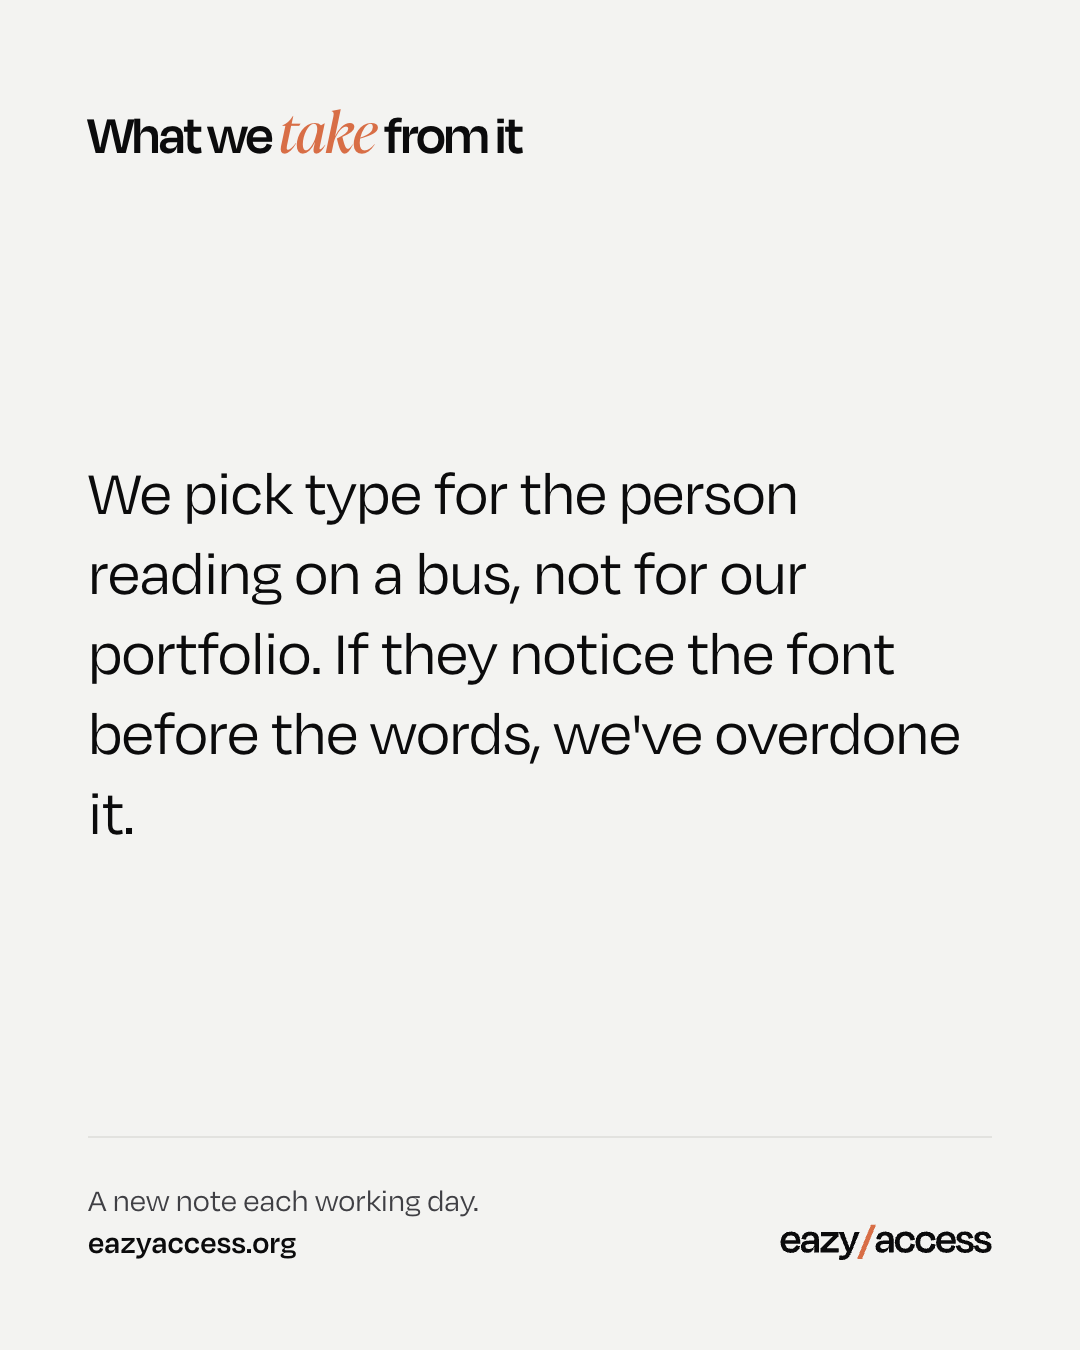 What we take from it
We pick type for the person
reading on a bus, not for our
portfolio. If they notice the font
before the words, we've overdone
it.
A new note each working day.
eazyaccess.org
eazy/access